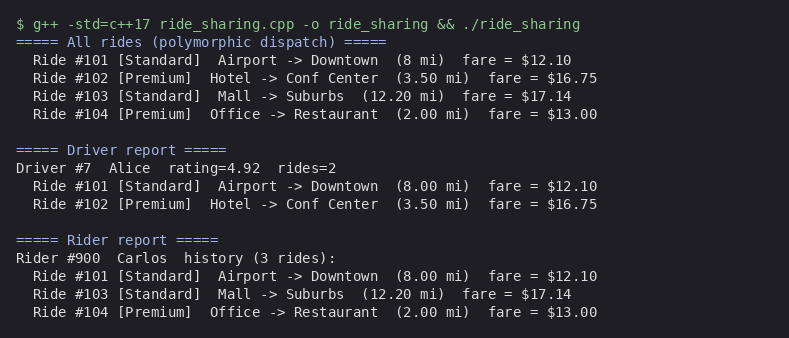 $ g++ -std=c++17 ride_sharing.cpp -o ride_sharing && ./ride_sharing
===== All rides (polymorphic dispatch) =====
  Ride #101 [Standard]  Airport -> Downtown  (8 mi)  fare = $12.10
  Ride #102 [Premium]  Hotel -> Conf Center  (3.50 mi)  fare = $16.75
  Ride #103 [Standard]  Mall -> Suburbs  (12.20 mi)  fare = $17.14
  Ride #104 [Premium]  Office -> Restaurant  (2.00 mi)  fare = $13.00

===== Driver report =====
Driver #7  Alice  rating=4.92  rides=2
  Ride #101 [Standard]  Airport -> Downtown  (8.00 mi)  fare = $12.10
  Ride #102 [Premium]  Hotel -> Conf Center  (3.50 mi)  fare = $16.75

===== Rider report =====
Rider #900  Carlos  history (3 rides):
  Ride #101 [Standard]  Airport -> Downtown  (8.00 mi)  fare = $12.10
  Ride #103 [Standard]  Mall -> Suburbs  (12.20 mi)  fare = $17.14
  Ride #104 [Premium]  Office -> Restaurant  (2.00 mi)  fare = $13.00